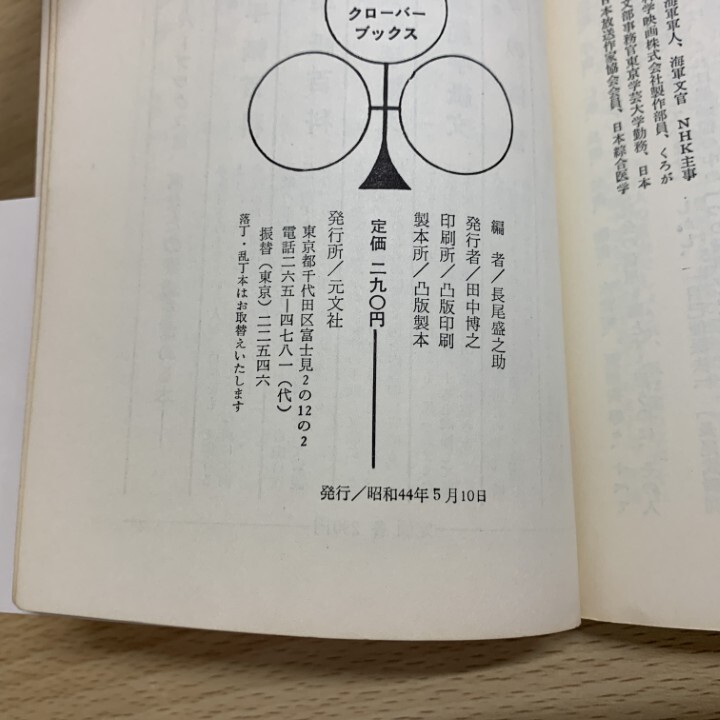 海軍軍人、海軍文官 NHK主事
文部事務官東京学芸大学勤務、日本
学映画株式会社製作部員、くろが
日本放送作家協会会員、日本綜合医学
クローバー
ブックス
編 者/長尾盛之助
発行者/田中博之
印刷所/凸版印刷
製本所/凸版製本
定価 二九〇円
発行所/元文社
東京都千代田区富士見2の12の2
電話二六五―四七八一(代)
振替(東京)二二五四六
落丁・乱丁本はお取替えいたします
発行/昭和44年5月10日